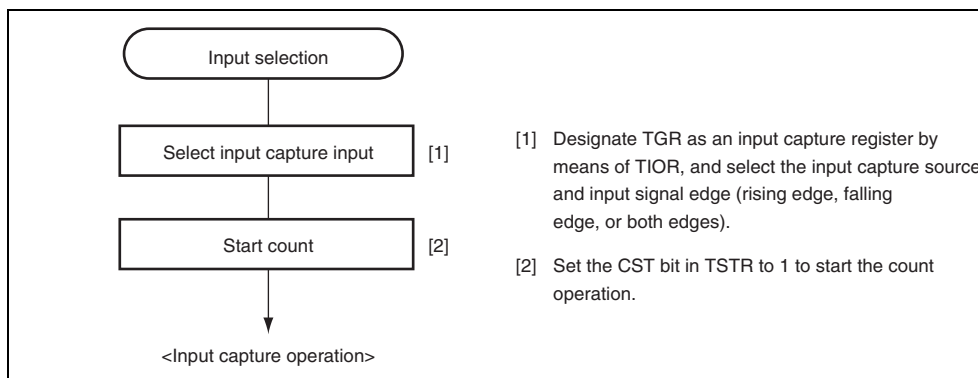 Input selection
Select input capture input
[1]
Start count
[2]
<Input capture operation>
[1] Designate TGR as an input capture register by
means of TIOR, and select the input capture source
and input signal edge (rising edge, falling
edge, or both edges).
[2] Set the CST bit in TSTR to 1 to start the count
operation.